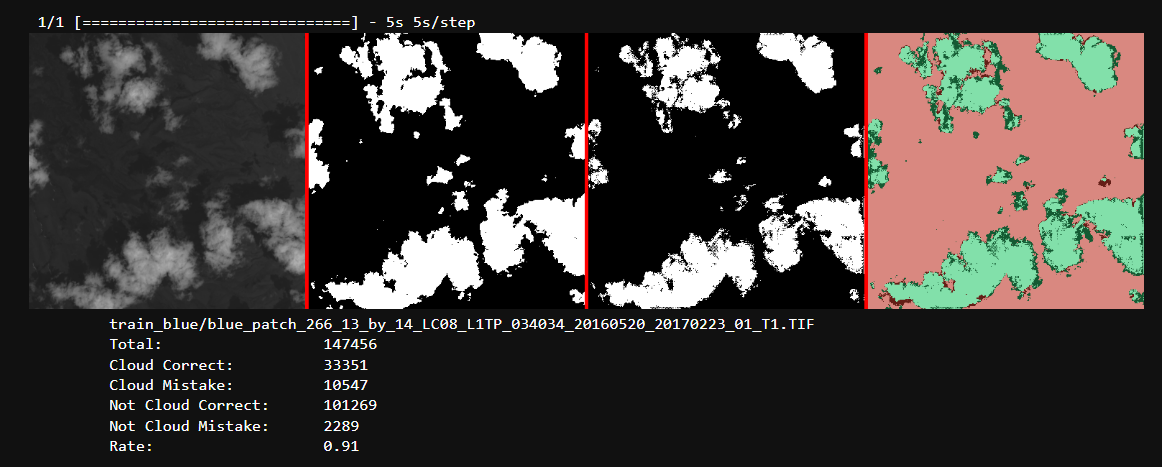 1/1 [==============================] - 5s 5s/step
train_blue/blue_patch_266_13_by_14_LC08_L1TP_034034_20160520_20170223_01_T1.TIF
Total: 147456
Cloud Correct: 33351
Cloud Mistake: 10547
Not Cloud Correct: 101269
Not Cloud Mistake: 2289
Rate: 0.91